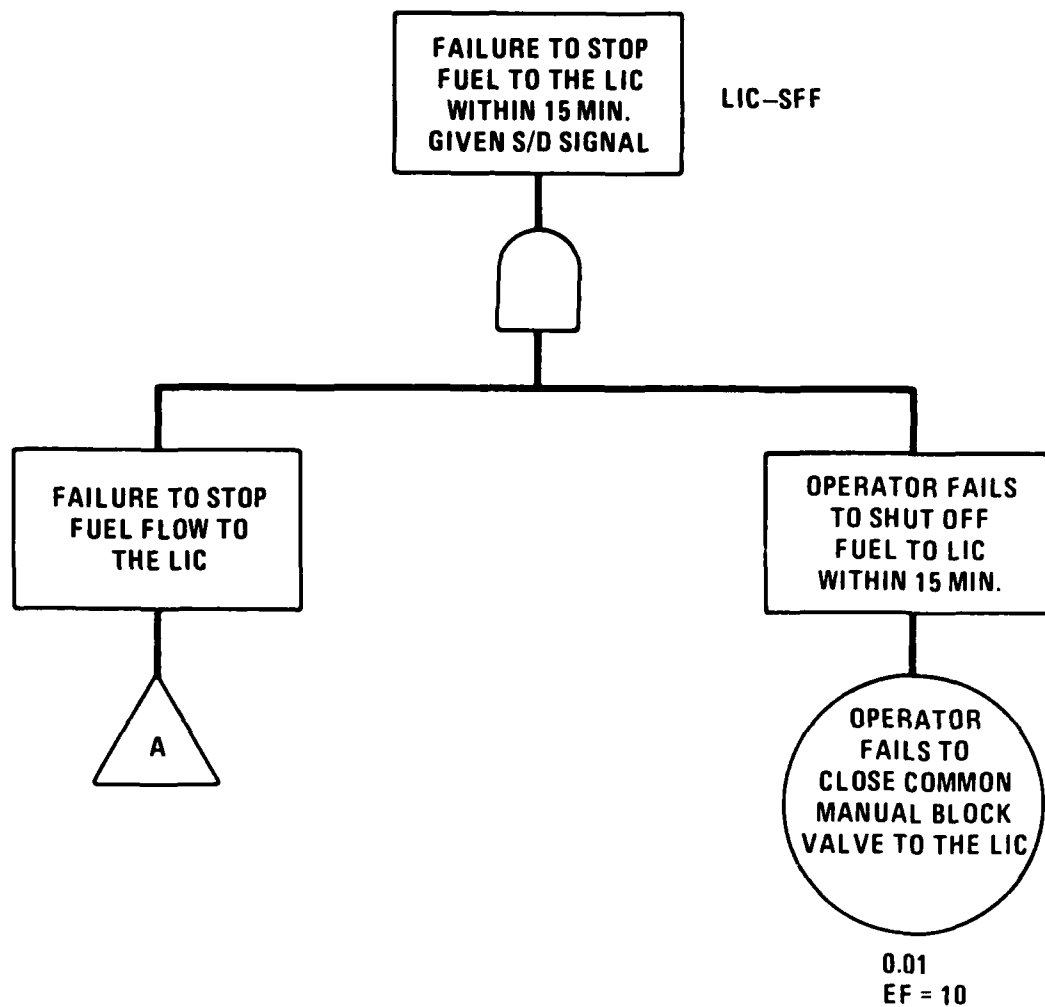 FAILURE TO STOP
FUEL TO THE LIC
WITHIN 15 MIN.
GIVEN S/D SIGNAL
LIC-SFF
FAILURE TO STOP
FUEL FLOW TO
THE LIC
OPERATOR FAILS
TO SHUT OFF
FUEL TO LIC
WITHIN 15 MIN.
A
OPERATOR
FAILS TO
CLOSE COMMON
MANUAL BLOCK
VALVE TO THE LIC
0.01
EF = 10